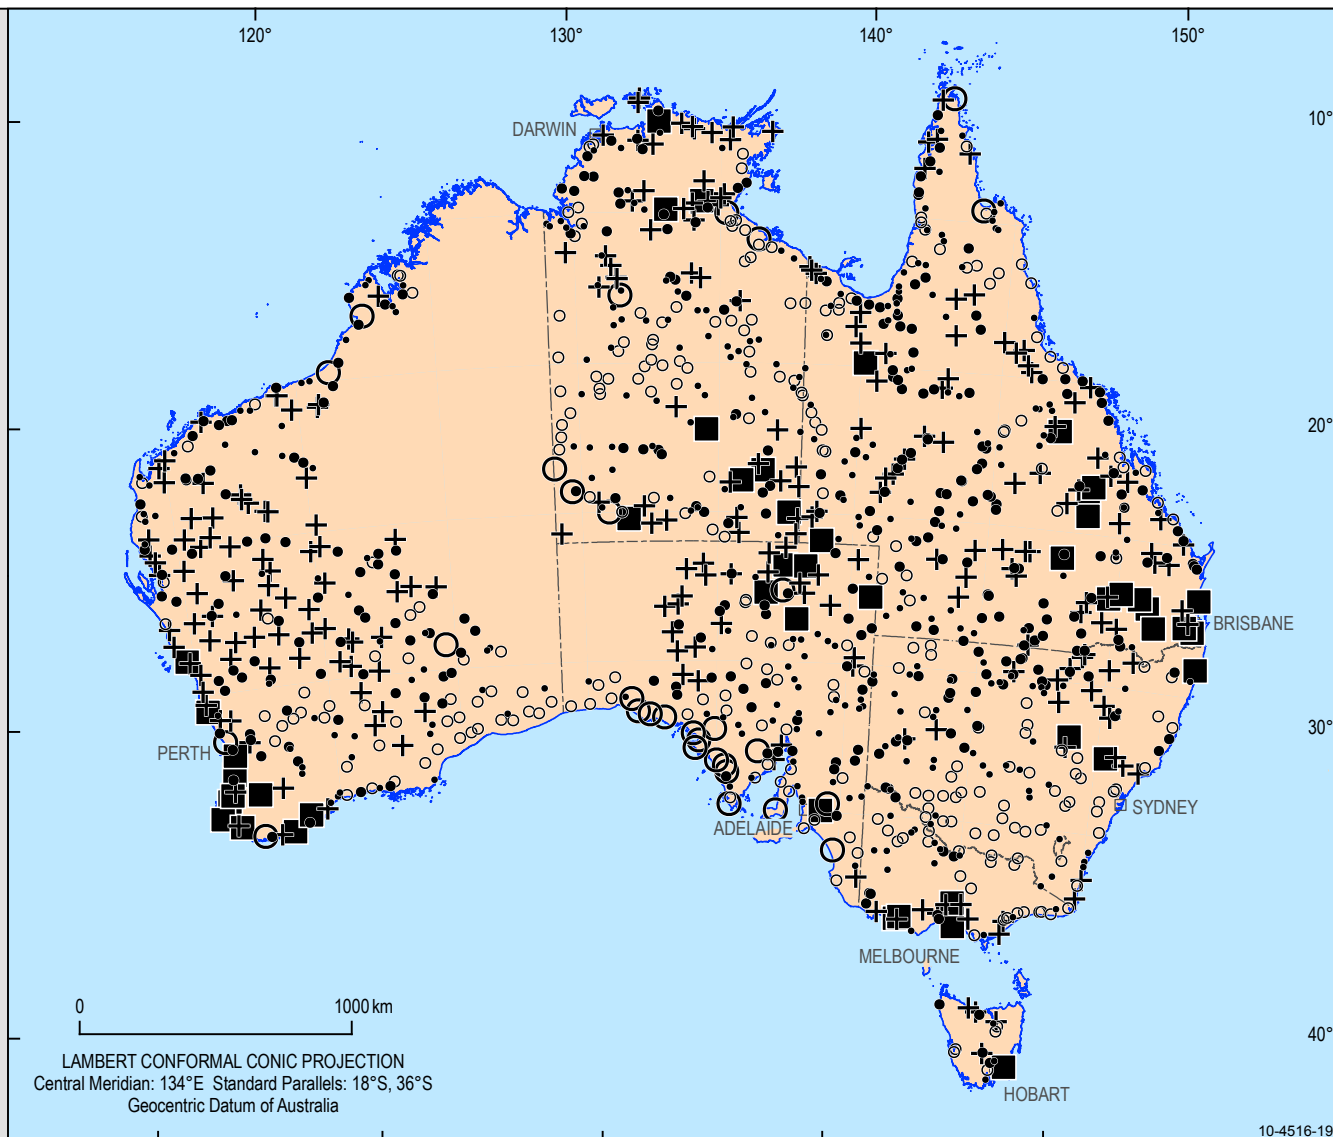 120°
130°
140°
150°
10°
DARWIN
20°
BRISBANE
30°
PERTH
SYDNEY
ADELAIDE
MELBOURNE
0
1000 km
40°
LAMBERT CONFORMAL CONIC PROJECTION
Central Meridian: 134°E Standard Parallels: 18°S, 36°S
Geocentric Datum of Australia
HOBART
10-4516-19